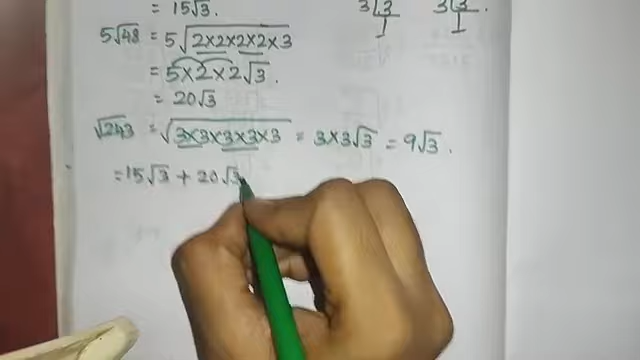 = 15√3.
3 | 3 3 | 3
1 1
5√48 = 5√2×2×2×2×3
= 5×2×2√3.
= 20√3
√243 = √3×3×3×3×3 = 3×3√3 = 9√3.
= 15√3 + 20√3